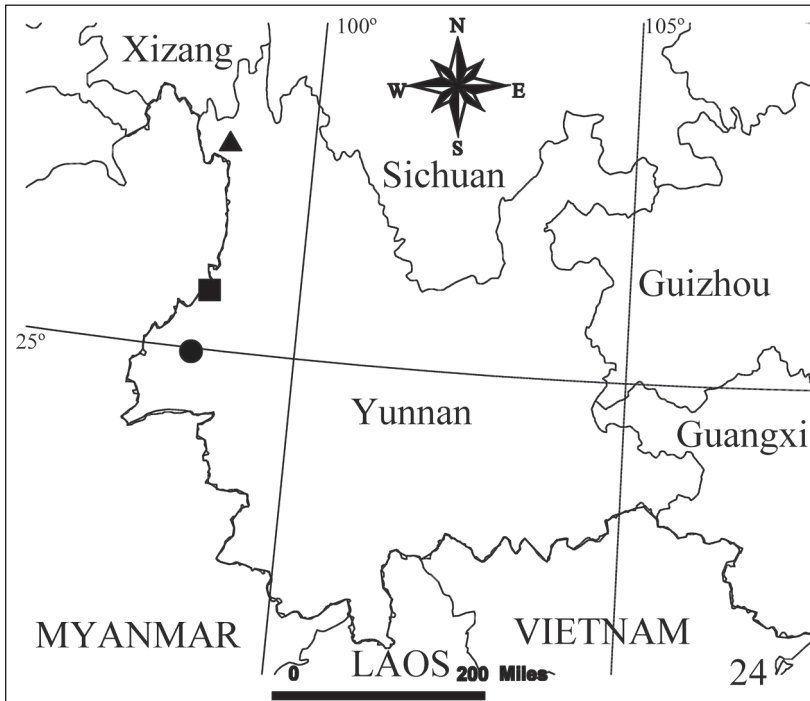 100º
105º
Xizang
N
W
E
S
Sichuan
Guizhou
25º
Yunnan
Guangxi
MYANMAR
VIETNAM
LAOS
0
200 Miles
24